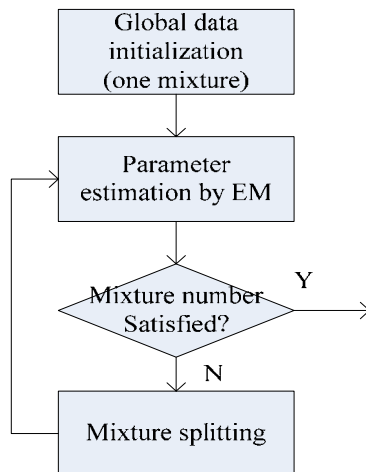 Global data
initialization
(one mixture)
Parameter
estimation by EM
Mixture number
Satisfied?
Y
N
Mixture splitting